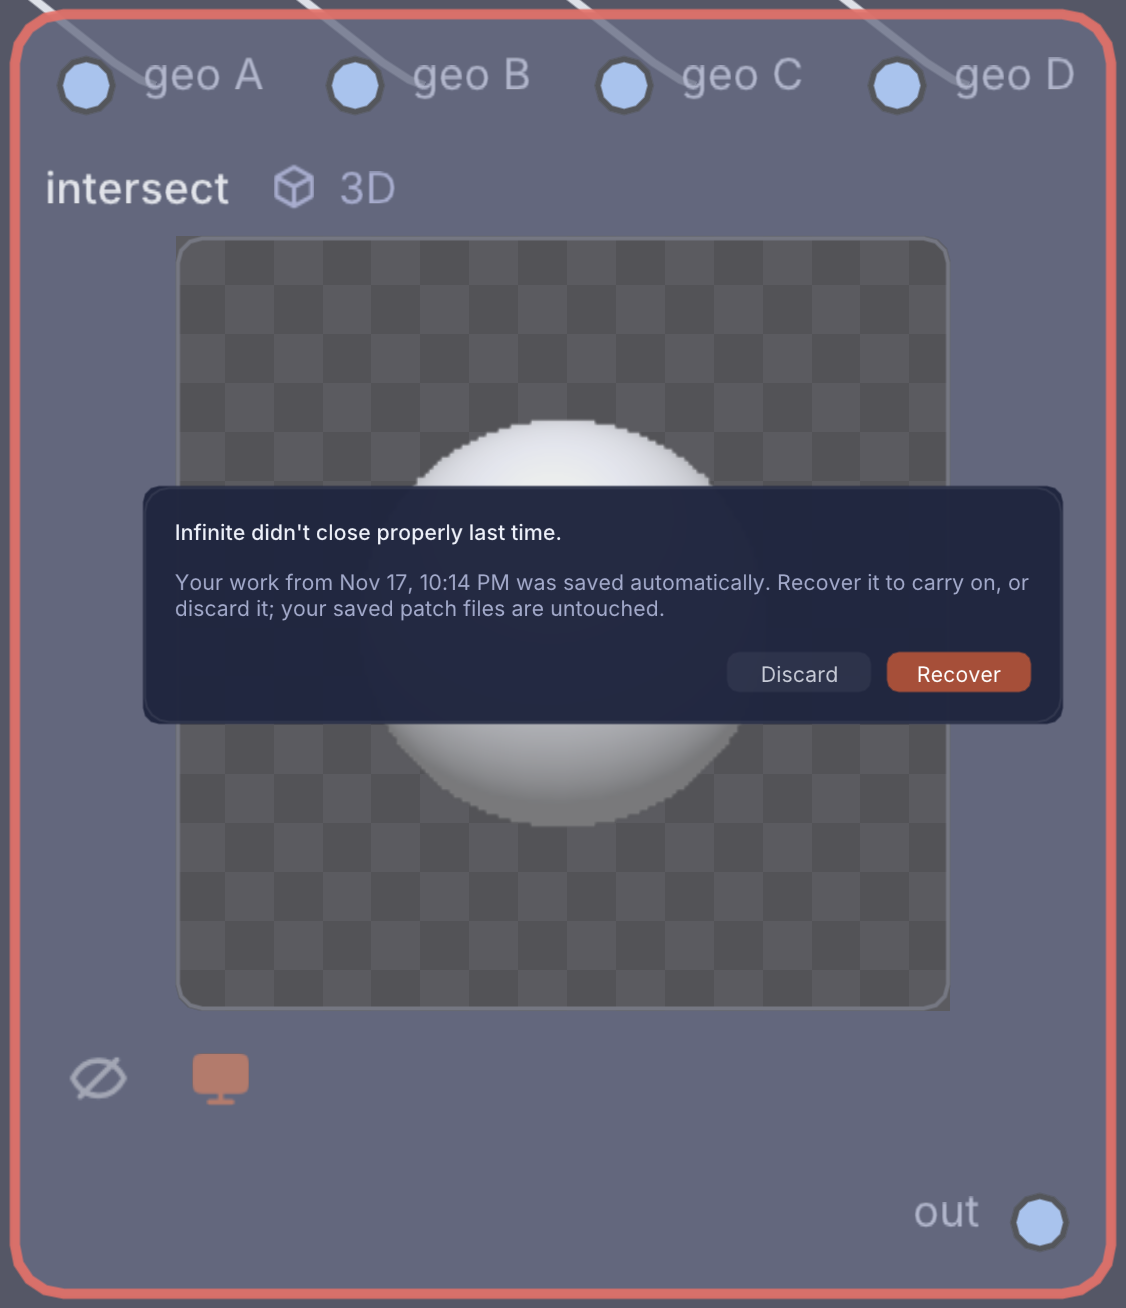 geo A geo B geo C geo D
intersect 3D
Infinite didn't close properly last time.
Your work from Nov 17, 10:14 PM was saved automatically. Recover it to carry on, or
discard it; your saved patch files are untouched.
Discard Recover
out